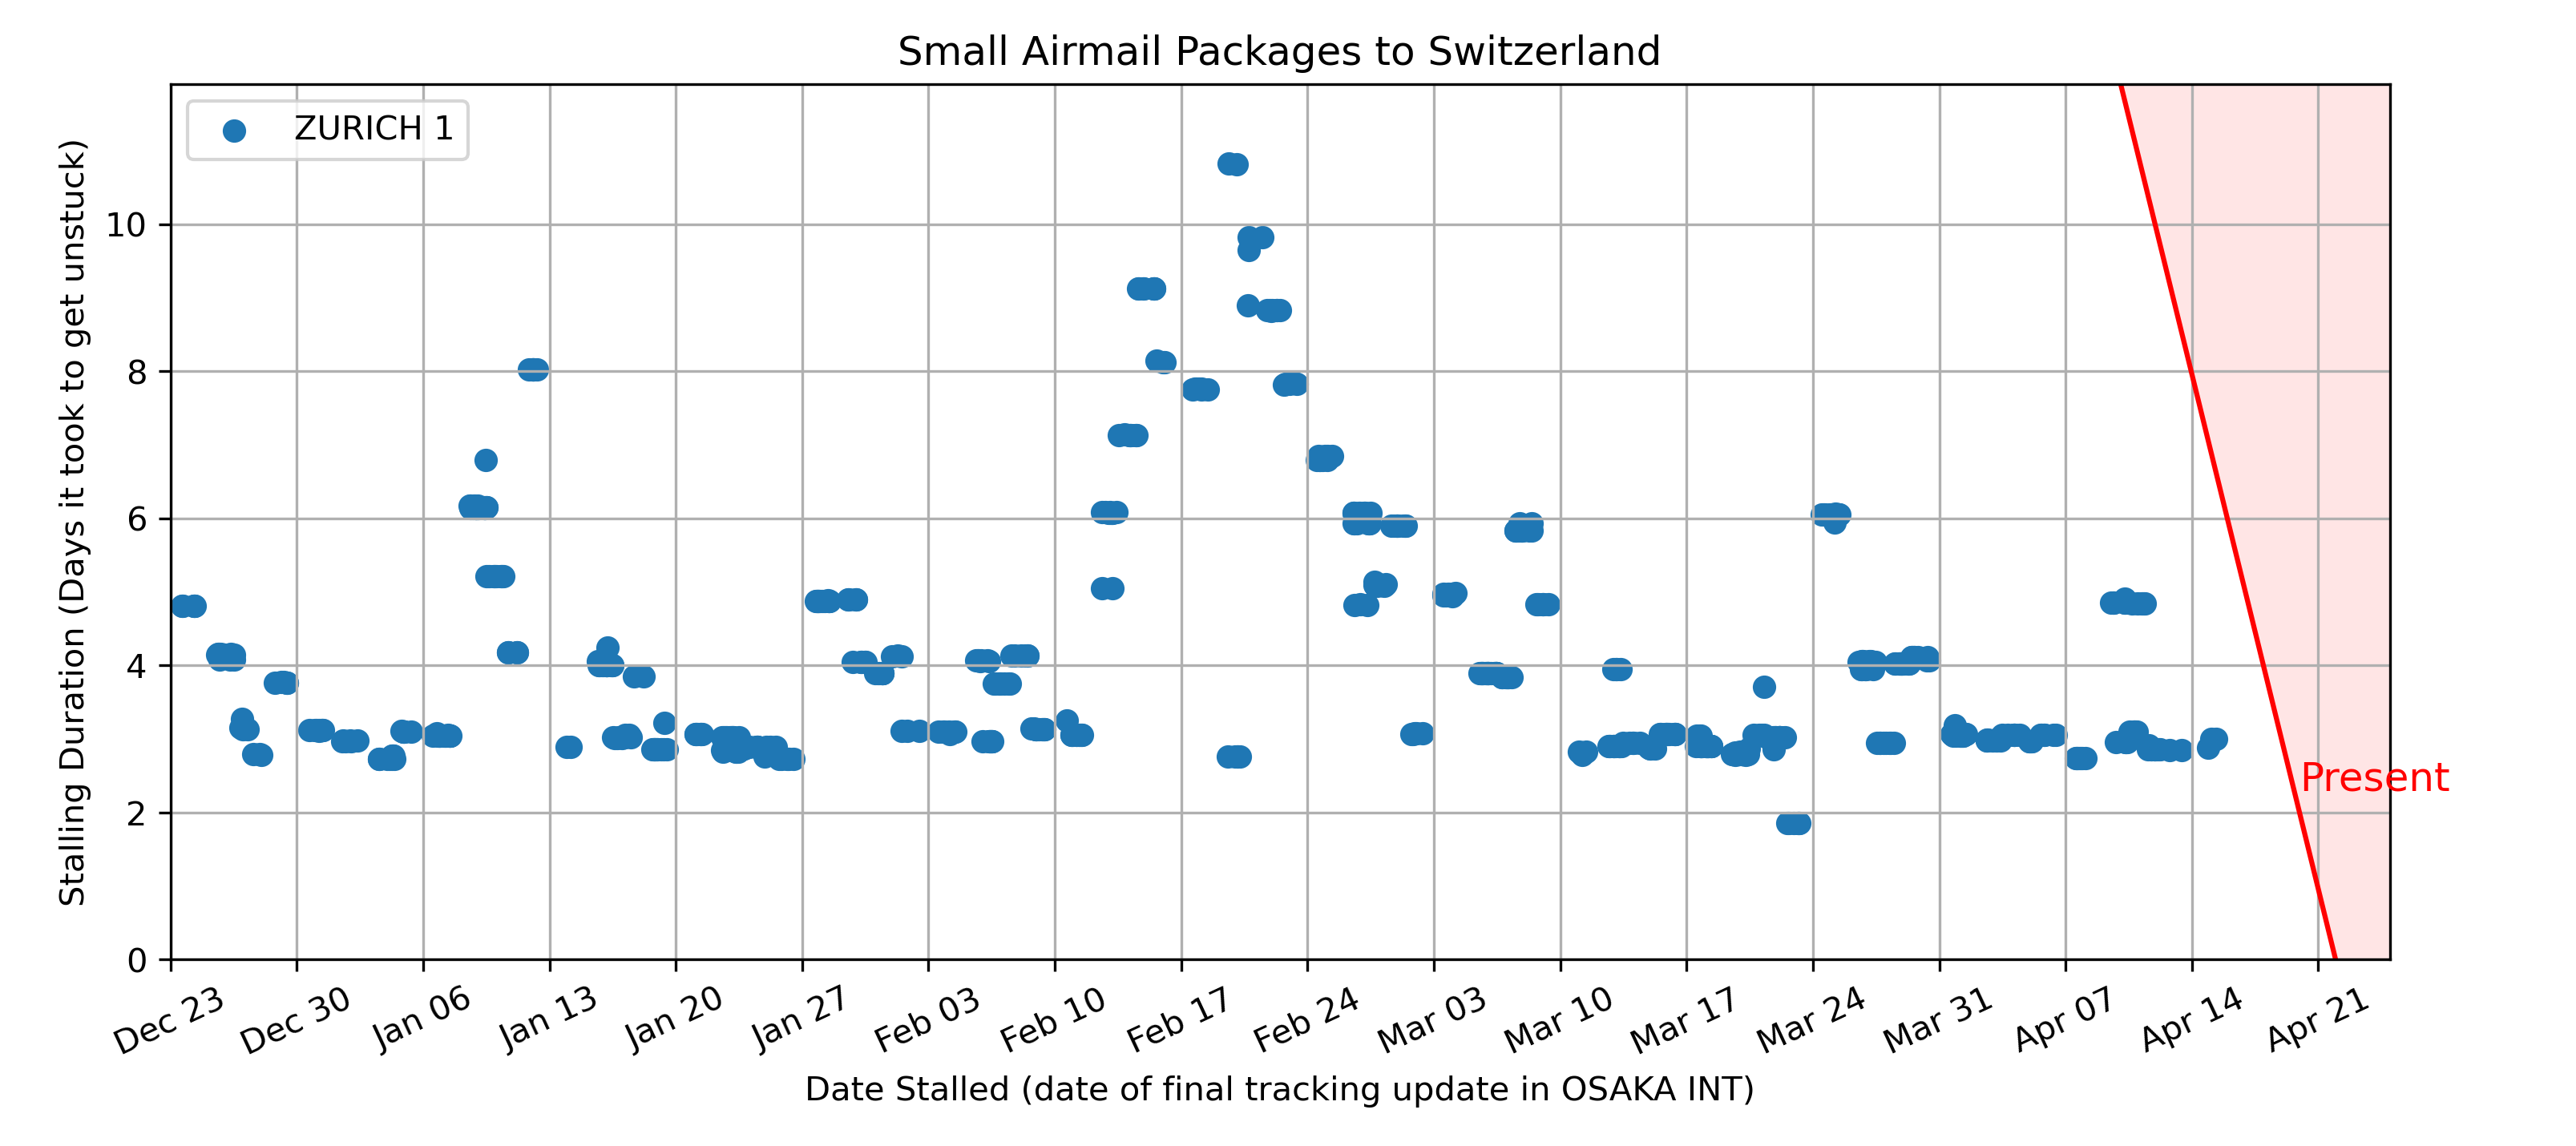 Small Airmail Packages to Switzerland
ZURICH 1
Stalling Duration (Days it took to get unstuck)
10
8
6
4
2
0
Present
Dec 23
Dec 30
Jan 06
Jan 13
Jan 20
Jan 27
Feb 03
Feb 10
Feb 17
Feb 24
Mar 03
Mar 10
Mar 17
Mar 24
Mar 31
Apr 07
Apr 14
Apr 21
Date Stalled (date of final tracking update in OSAKA INT)